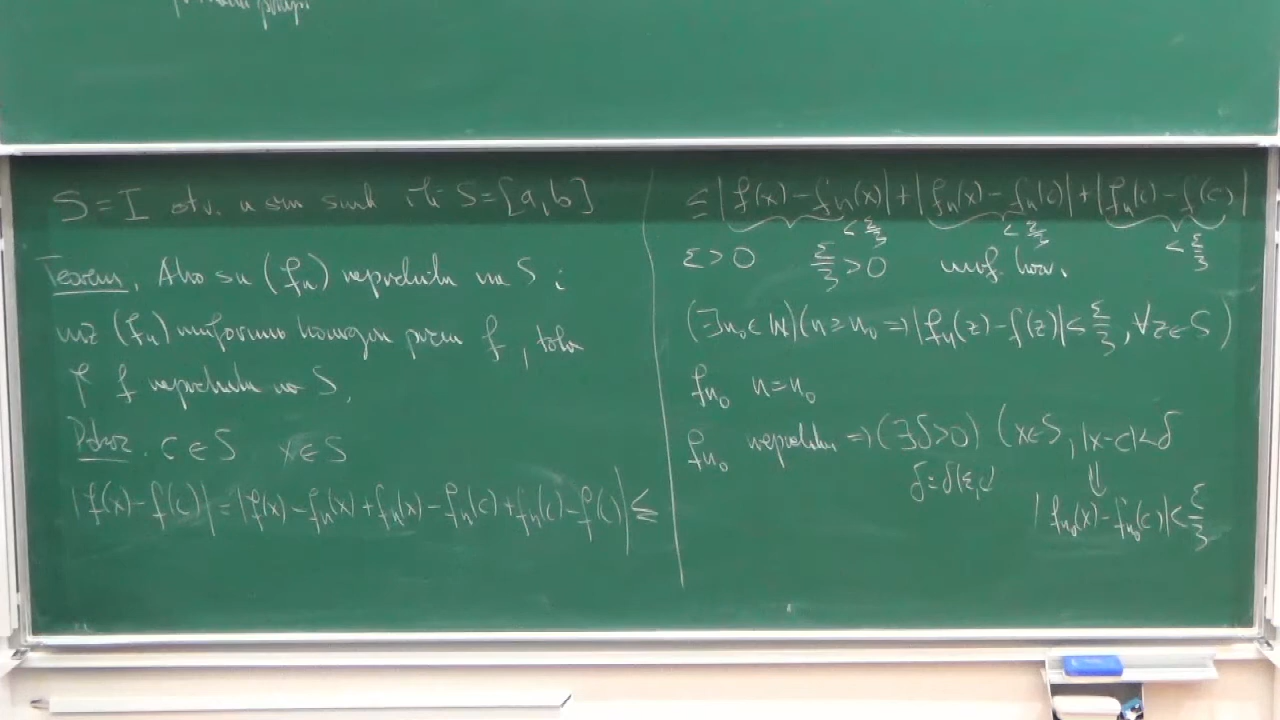 S = I otv. u sm sind ili S = [a, b]
Teorem. Ako su (fₙ) neprekidne na S i
niz (fₙ) uniformno konvergira prema f, tada
je f neprekidna na S.
Dokaz. c ∈ S x ∈ S
|f(x) - f(c)| = |f(x) - fₙ(x) + fₙ(x) - fₙ(c) + fₙ(c) - f(c)| ≤
≤ |f(x) - fₙ(x)| + |fₙ(x) - fₙ(c)| + |fₙ(c) - f(c)|
< ε/3 < ε/3 < ε/3
ε > 0 ε/3 > 0 unif. konv.
(∃n₀ ∈ ℕ)(n ≥ n₀ ⇒ |fₙ(z) - f(z)| < ε/3, ∀z ∈ S)
fₙ₀ n = n₀
fₙ₀ neprekidna ⇒ (∃δ > 0) (x ∈ S, |x - c| < δ
δ = δ(ε, c)
⇓
|fₙ₀(x) - fₙ₀(c)| < ε/3